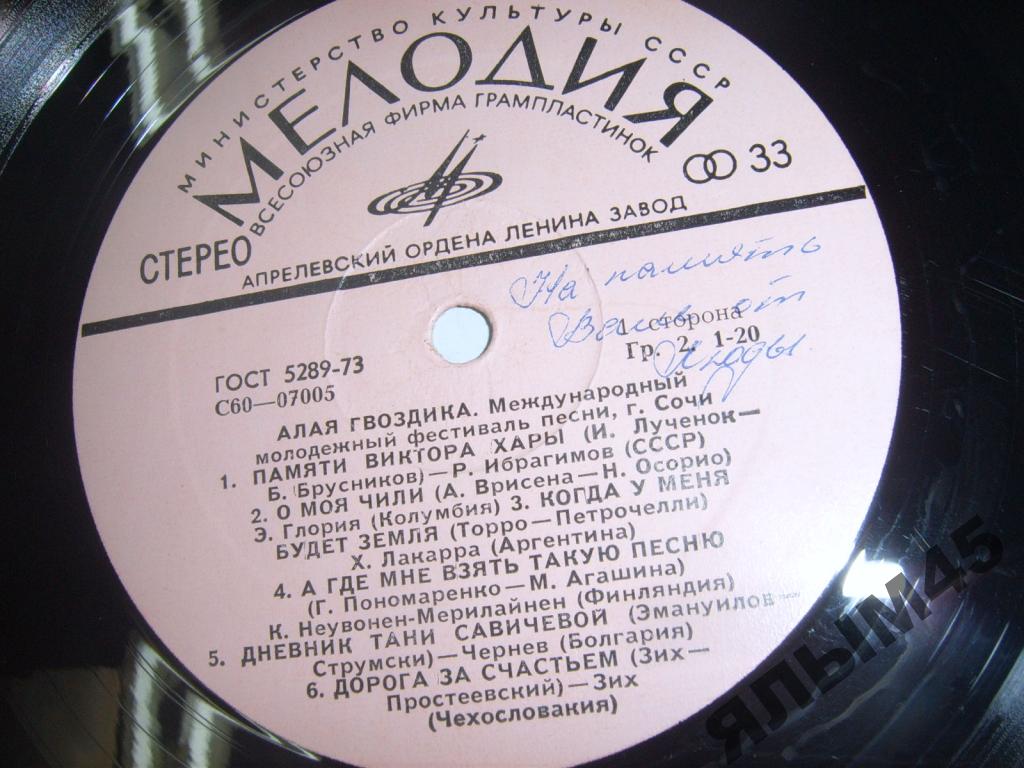 МИНИСТЕРСТВО КУЛЬТУРЫ СССР
МЕЛОДИЯ
ВСЕСОЮЗНАЯ ФИРМА ГРАМПЛАСТИНОК
33
СТЕРЕО
АПРЕЛЕВСКИЙ ОРДЕНА ЛЕНИНА ЗАВОД
На память
от
1 сторона
Гр. 2. 1-20
ГОСТ 5289-73
С60—07005
АЛАЯ ГВОЗДИКА. Международный
молодежный фестиваль песни, г. Сочи
1. ПАМЯТИ ВИКТОРА ХАРЫ (И. Лученок—
Б. Брусников)—Р. Ибрагимов (СССР)
2. О МОЯ ЧИЛИ (А. Врисена—Н. Осорио)
Э. Глория (Колумбия) 3. КОГДА У МЕНЯ
БУДЕТ ЗЕМЛЯ (Торро—Петрочелли)
Х. Лакарра (Аргентина)
4. А ГДЕ МНЕ ВЗЯТЬ ТАКУЮ ПЕСНЮ
(Г. Пономаренко—М. Агашина)
К. Неувонен-Мерилайнен (Финляндия)
5. ДНЕВНИК ТАНИ САВИЧЕВОЙ (Эмануилов—
Струмски)—Чернев (Болгария)
6. ДОРОГА ЗА СЧАСТЬЕМ (Зих—
Простеевский)—Зих
(Чехословакия)
ЯЛЫМ45